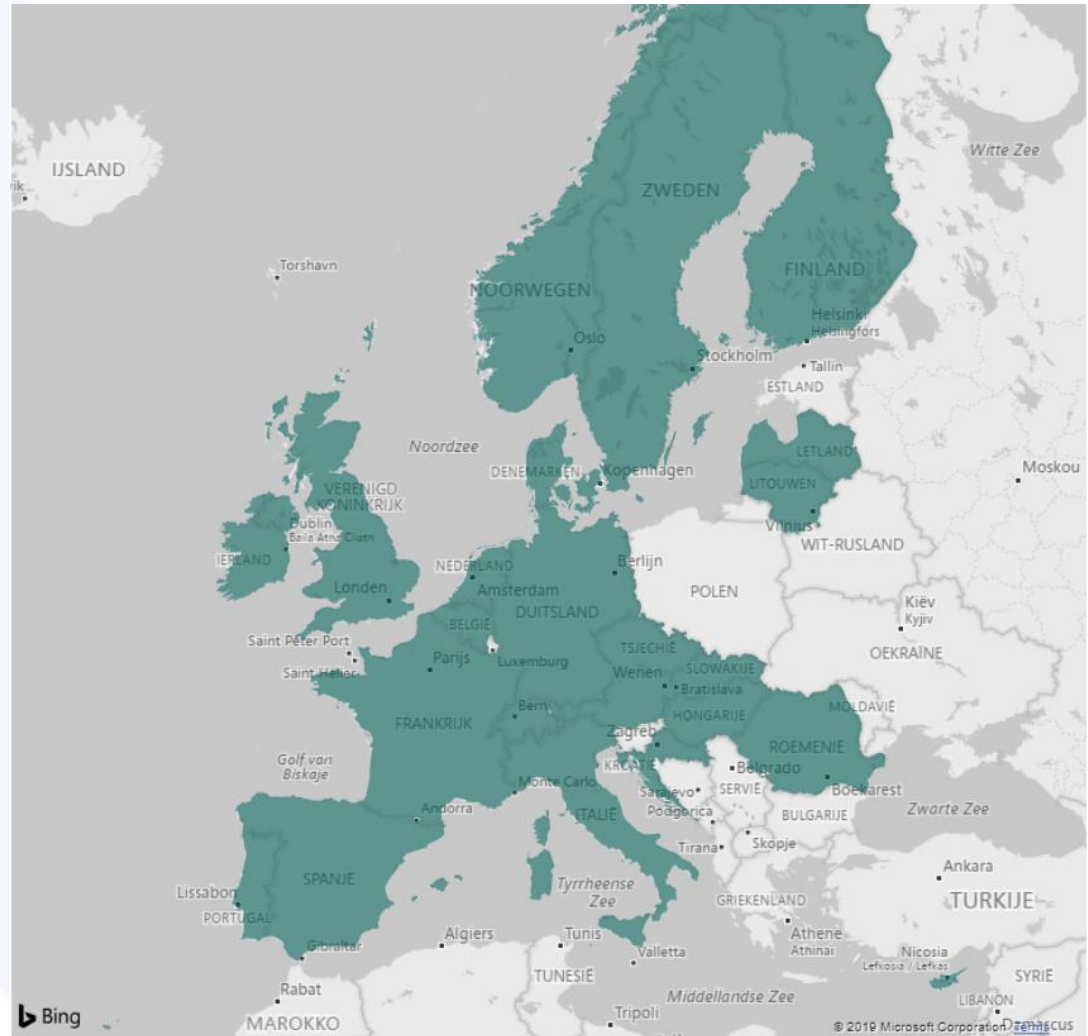 IJSLAND
Witte Zee
vik
ZWEDEN
Torshavn
FINLAND
NOORWEGEN
Helsinki
Helsingfors
Oslo
Stockholm
Tallin
ESTLAND
Noordzee
LETLAND
DENEMARKEN
Kopenhagen
Moskou
LITOUWEN
VERENIGD
KONINKRIJK
Vilnius
Dublin
Baila Atha Cliath
WIT-RUSLAND
IERLAND
NEDERLAND
Berlijn
Londen
Amsterdam
POLEN
DUITSLAND
Kiëv
Kyjiv
BELGIË
Saint Peter Port
OEKRAÏNE
Saint Helier
Parijs
Luxemburg
TSJECHIË
SLOWAKIJE
Wenen
Bratislava
MOLDAVIË
Bern
HONGARIJE
FRANKRIJK
Zagreb
ROEMENIË
Golf van
Biskaje
KROATIË
Belgrado
Monte Carlo
Sarajevo
SERVIË
Boekarest
Andorra
ITALIË
Podgorica
BULGARIJE
Zwarte Zee
Skopje
Tirana
SPANJE
Ankara
Tyrrheense
Zee
TURKIJE
Lissabon
GRIEKENLAND
PORTUGAL
Athene
Athinai
Algiers
Tunis
Nicosia
Lefkosia / Lefkas
Gibraltar
Valletta
TUNESIË
SYRIË
Rabat
Middellandse Zee
LIBANON
Bing
Tripoli
MAROKKO
© 2019 Microsoft Corporation Terms
Damascus